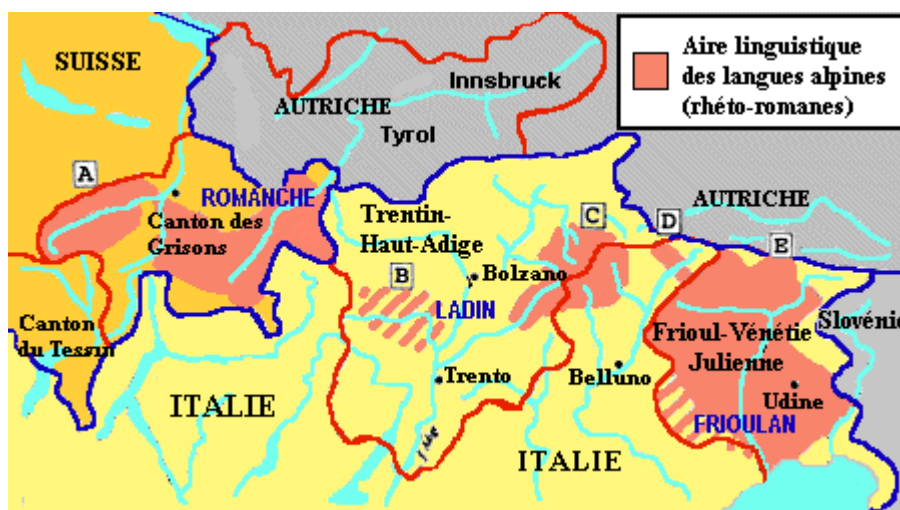 SUISSE
Aire linguistique
des langues alpines
(rhéto-romanes)
Innsbruck
AUTRICHE
Tyrol
A
ROMANCHE
AUTRICHE
Canton des
Grisons
Trentin-
Haut-Adige
C
D
E
B
Bolzano
LADIN
Canton
du Tessin
Frioul-Vénétie
Julienne
Slovénie
Trento
Belluno
Udine
ITALIE
FRIOULAN
ITALIE